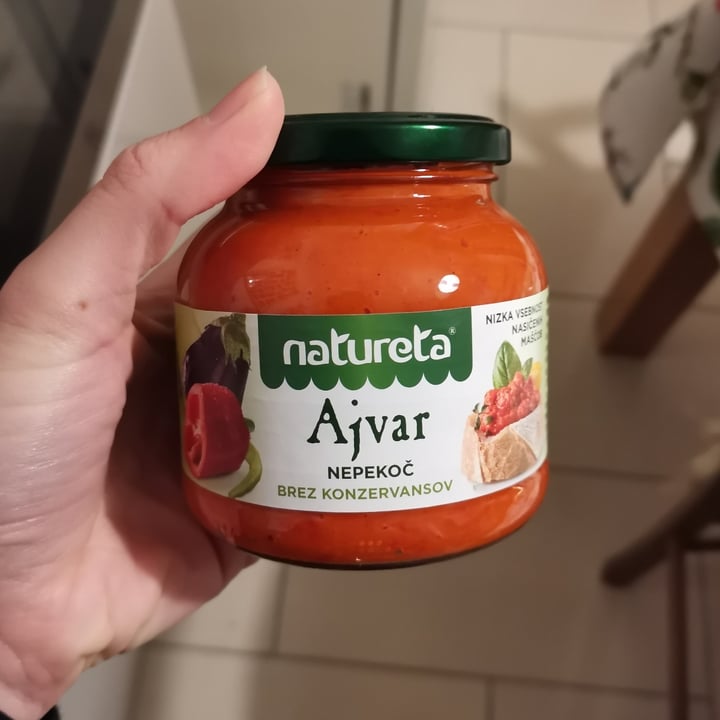 natureta®
Ajvar
NEPEKOČ
BREZ KONZERVANSOV
NIZKA VSEBNOST
NASIČENIH
MAŠČOB